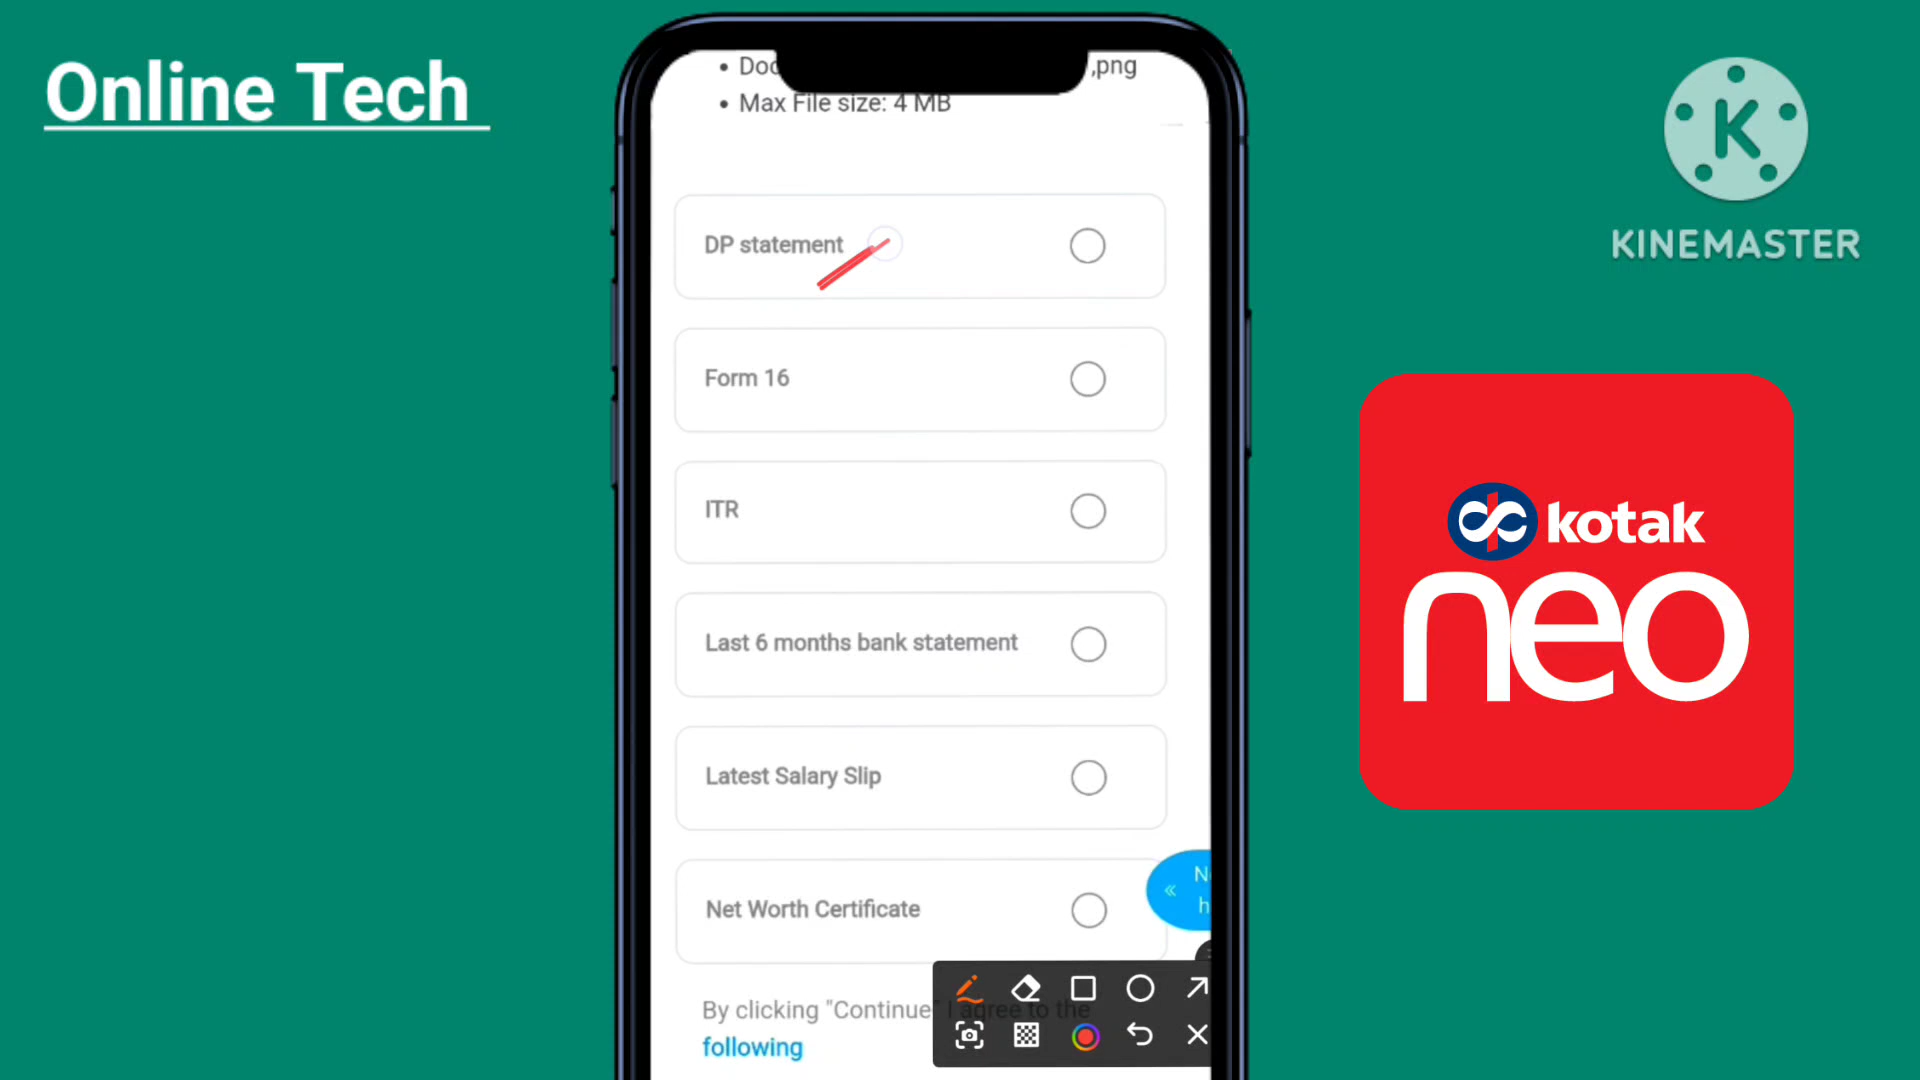 Online Tech
,png
Max File size: 4 MB
KINEMASTER
DP statement
Form 16
ITR
Last 6 months bank statement
Latest Salary Slip
Net Worth Certificate
kotak
neo
By clicking "Continue" I agree to the
following